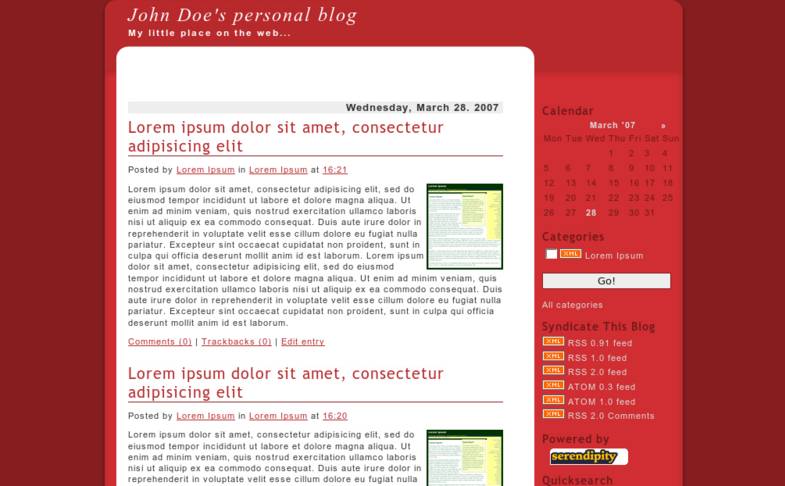 John Doe's personal blog
My little place on the web...
Wednesday, March 28. 2007
Lorem ipsum dolor sit amet, consectetur
adipisicing elit
Posted by Lorem Ipsum in Lorem Ipsum at 16:21
Lorem ipsum dolor sit amet, consectetur adipisicing elit, sed do
eiusmod tempor incididunt ut labore et dolore magna aliqua. Ut
enim ad minim veniam, quis nostrud exercitation ullamco laboris
nisi ut aliquip ex ea commodo consequat. Duis aute irure dolor in
reprehenderit in voluptate velit esse cillum dolore eu fugiat nulla
pariatur. Excepteur sint occaecat cupidatat non proident, sunt in
culpa qui officia deserunt mollit anim id est laborum. Lorem ipsum
dolor sit amet, consectetur adipisicing elit, sed do eiusmod
tempor incididunt ut labore et dolore magna aliqua. Ut enim ad minim veniam, quis
nostrud exercitation ullamco laboris nisi ut aliquip ex ea commodo consequat. Duis
aute irure dolor in reprehenderit in voluptate velit esse cillum dolore eu fugiat nulla
pariatur. Excepteur sint occaecat cupidatat non proident, sunt in culpa qui officia
deserunt mollit anim id est laborum.
Comments (0) | Trackbacks (0) | Edit entry
Lorem ipsum dolor sit amet, consectetur
adipisicing elit
Posted by Lorem Ipsum in Lorem Ipsum at 16:20
Lorem ipsum dolor sit amet, consectetur adipisicing elit, sed do
eiusmod tempor incididunt ut labore et dolore magna aliqua. Ut
enim ad minim veniam, quis nostrud exercitation ullamco laboris
nisi ut aliquip ex ea commodo consequat. Duis aute irure dolor in
reprehenderit in voluptate velit esse cillum dolore eu fugiat nulla
Calendar
March '07 »
Mon Tue Wed Thu Fri Sat Sun
1 2 3 4
5 6 7 8 9 10 11
12 13 14 15 16 17 18
19 20 21 22 23 24 25
26 27 28 29 30 31
Categories
XML Lorem Ipsum
Go!
All categories
Syndicate This Blog
XML RSS 0.91 feed
XML RSS 1.0 feed
XML RSS 2.0 feed
XML ATOM 0.3 feed
XML ATOM 1.0 feed
XML RSS 2.0 Comments
Powered by
serendipity
Quicksearch